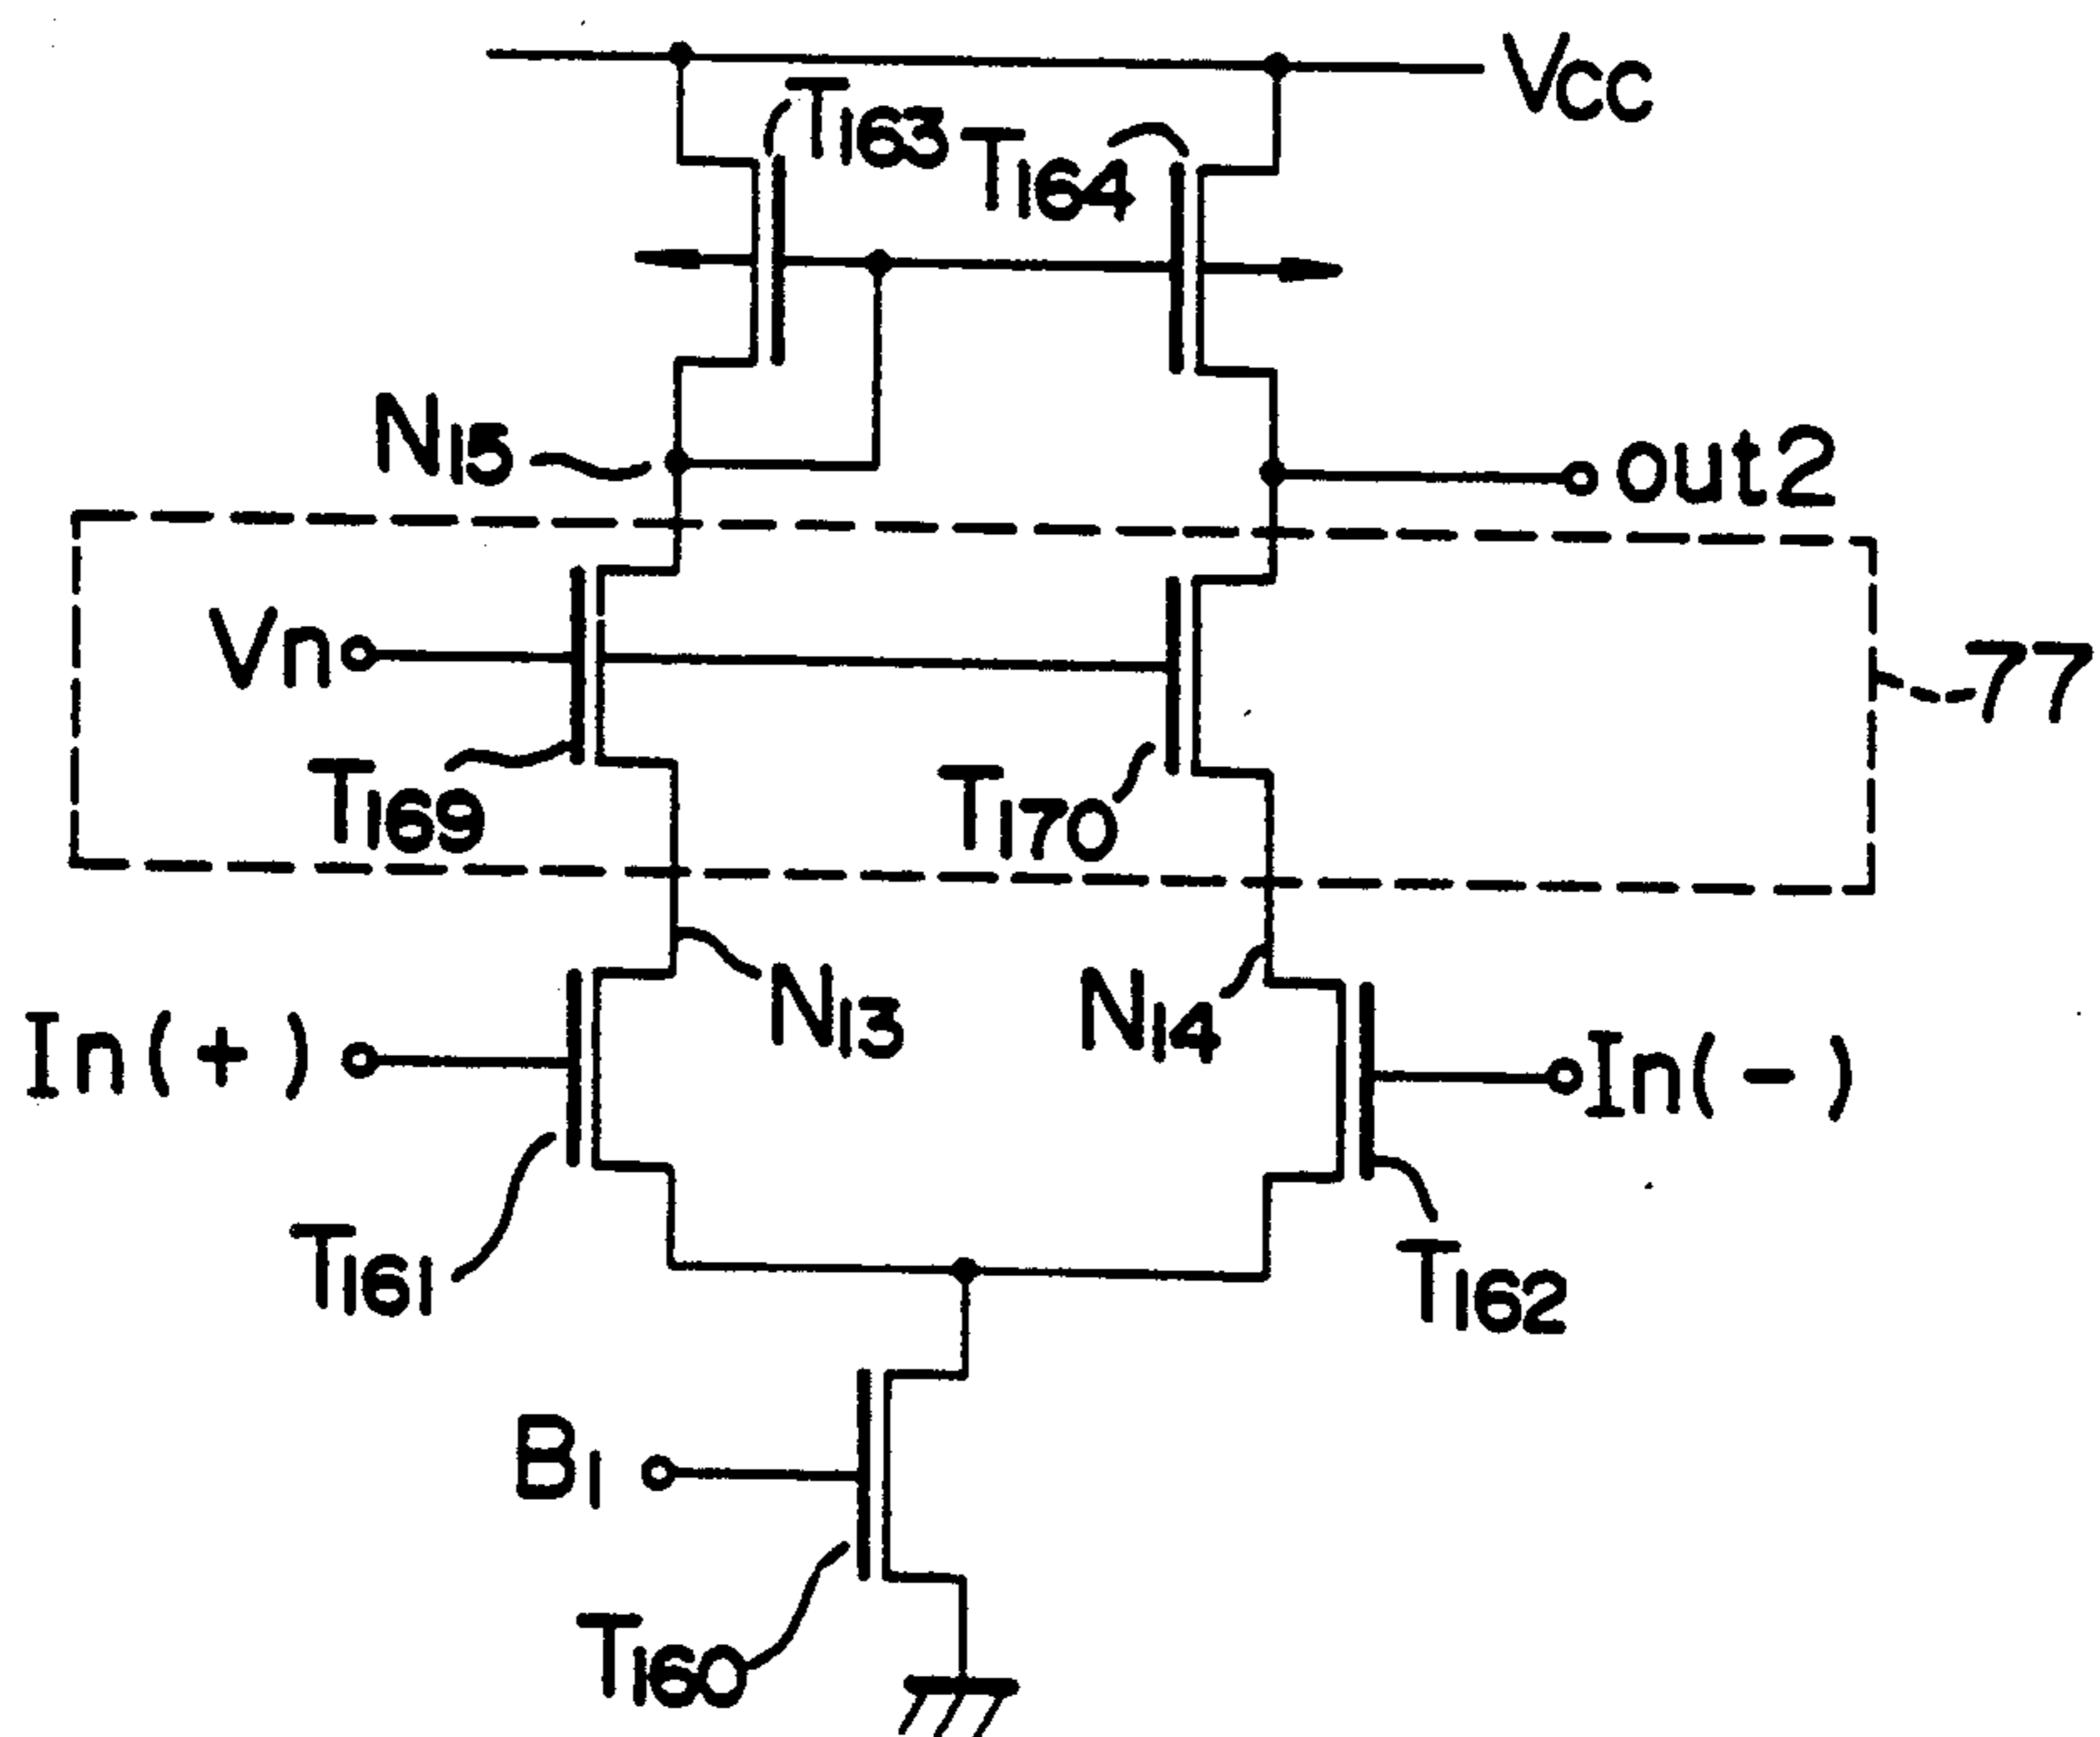 Vcc
T163
T164
N15
out2
Vn
77
T169
T170
N13
N14
In(+)
In(-)
T161
T162
B1
T160